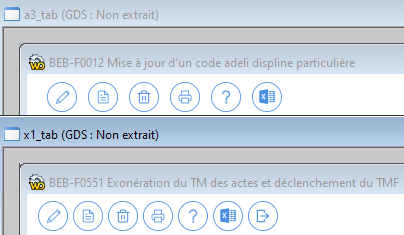 a3_tab (GDS : Non extrait)
BEB-F0012 Mise à jour d'un code adeli displine particulière
x1_tab (GDS : Non extrait)
BEB-F0551 Exonération du TM des actes et déclenchement du TMF